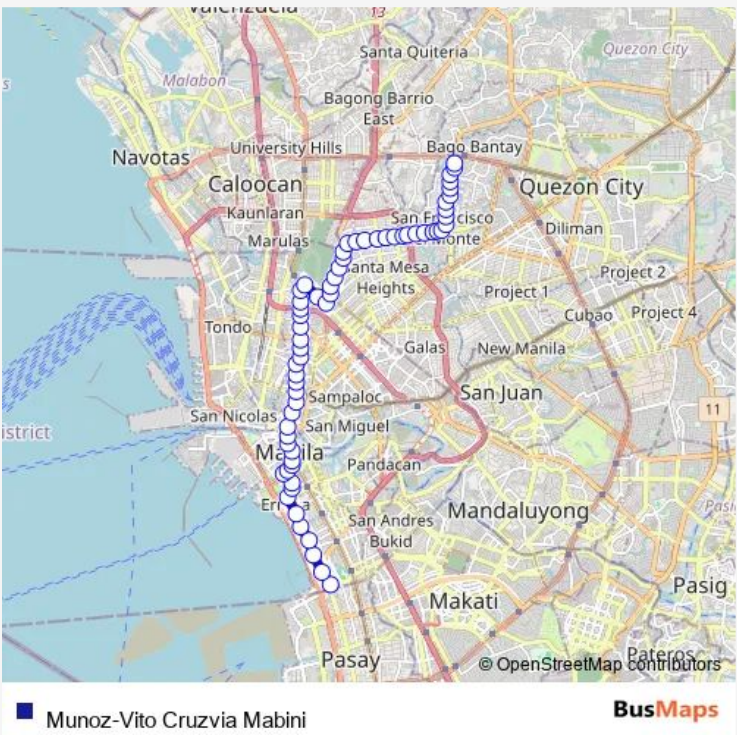 Valenzuela
13
Santa Quiteria
Quezon City
Malabon
Bagong Barrio
East
University Hills
Bago Bantay
Navotas
Caloocan
Quezon City
Kaunlaran
San Francisco
Monte
Diliman
Marulas
Santa Mesa
Heights
Project 2
Project 1
Cubao
Project 4
Tondo
Galas
New Manila
Sampaloc
San Juan
11
San Nicolas
San Miguel
istrict
Manila
Pandacan
Ermita
San Andres
Bukid
Mandaluyong
Pasig
Makati
Pasay
Pateros
© OpenStreetMap contributors
Munoz-Vito Cruzvia Mabini
BusMaps